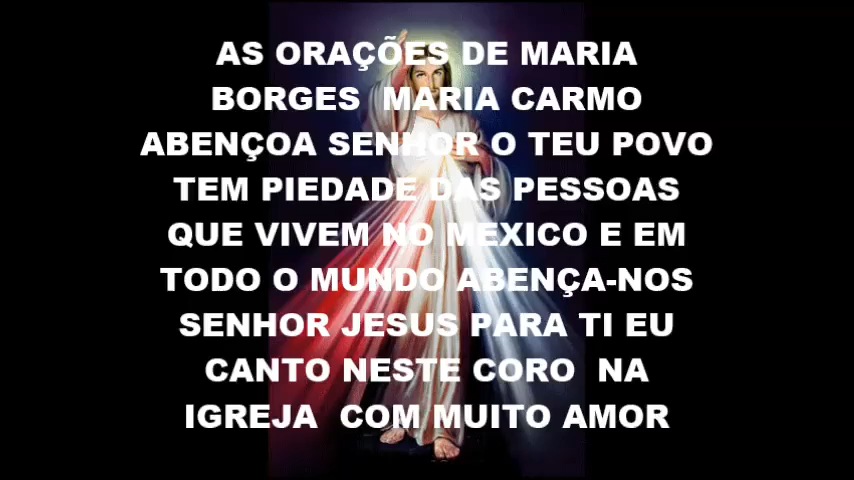 AS ORAÇÕES DE MARIA
BORGES MARIA CARMO
ABENÇOA SENHOR O TEU POVO
TEM PIEDADE DAS PESSOAS
QUE VIVEM NO MEXICO E EM
TODO O MUNDO ABENÇA-NOS
SENHOR JESUS PARA TI EU
CANTO NESTE CORO NA
IGREJA COM MUITO AMOR